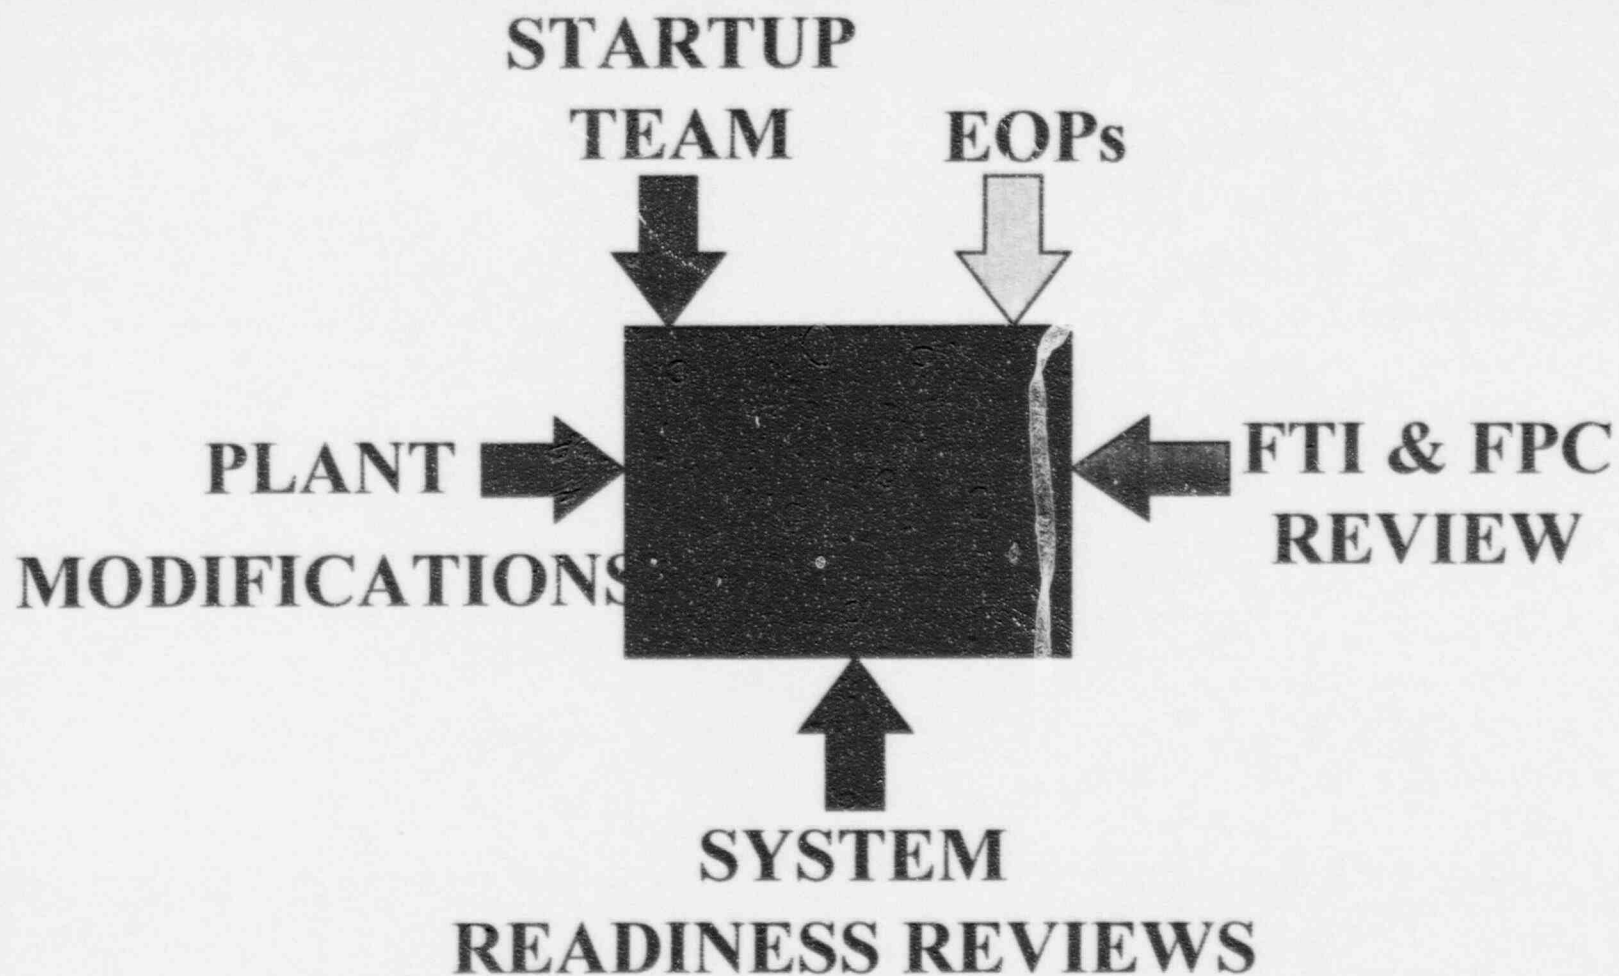 STARTUP
TEAM
EOPs
PLANT
MODIFICATIONS
FTI & FPC
REVIEW
SYSTEM
READINESS REVIEWS